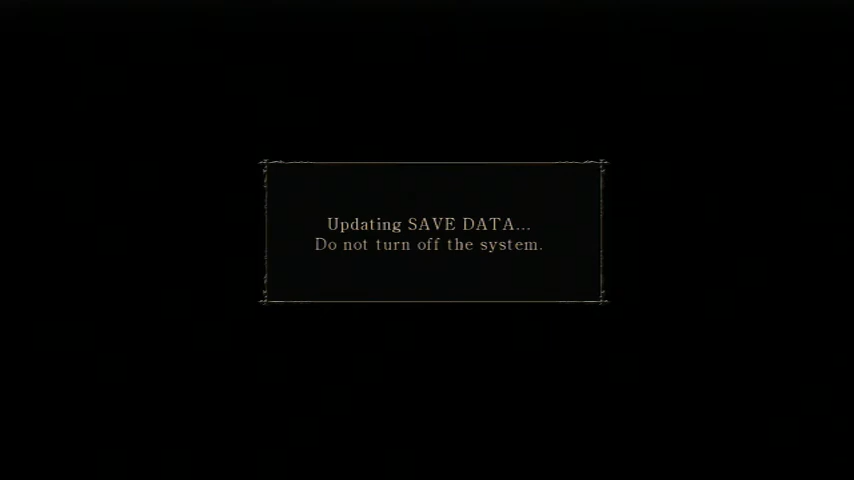 Updating SAVE DATA...
Do not turn off the system.